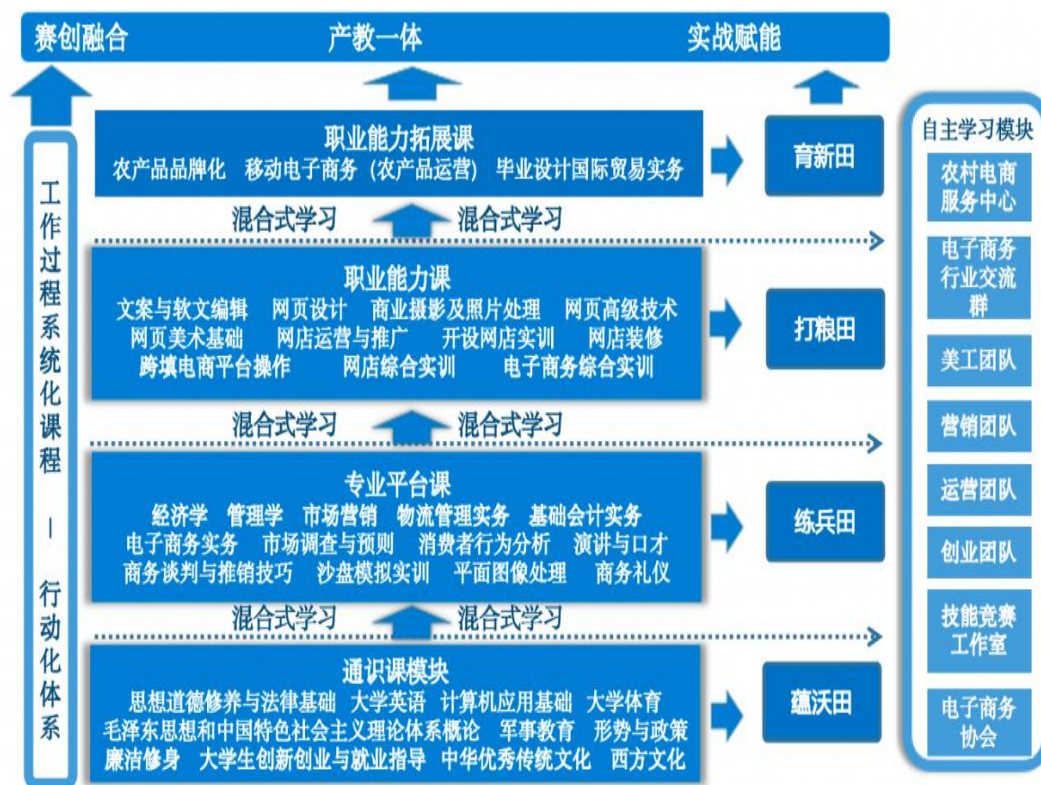 赛创融合 产教一体 实战赋能
工作过程系统化课程 — 行动化体系
职业能力拓展课
农产品品牌化 移动电子商务（农产品运营） 毕业设计国际贸易实务
育新田
混合式学习 混合式学习
职业能力课
文案与软文编辑 网页设计 商业摄影及照片处理 网页高级技术
网页美术基础 网店运营与推广 开设网店实训 网店装修
跨填电商平台操作 网店综合实训 电子商务综合实训
打粮田
混合式学习 混合式学习
专业平台课
经济学 管理学 市场营销 物流管理实务 基础会计实务
电子商务实务 市场调查与预则 消费者行为分析 演讲与口才
商务谈判与推销技巧 沙盘模拟实训 平面图像处理 商务礼仪
练兵田
混合式学习 混合式学习
通识课模块
思想道德修养与法律基础 大学英语 计算机应用基础 大学体育
毛泽东思想和中国特色社会主义理论体系概论 军事教育 形势与政策
廉洁修身 大学生创新创业与就业指导 中华优秀传统文化 西方文化
蕴沃田
自主学习模块
农村电商
服务中心
电子商务
行业交流
群
美工团队
营销团队
运营团队
创业团队
技能竞赛
工作室
电子商务
协会